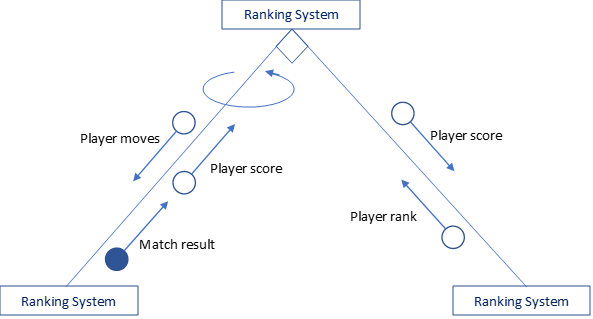 Ranking System
Player moves
Player score
Player score
Match result
Player rank
Ranking System
Ranking System